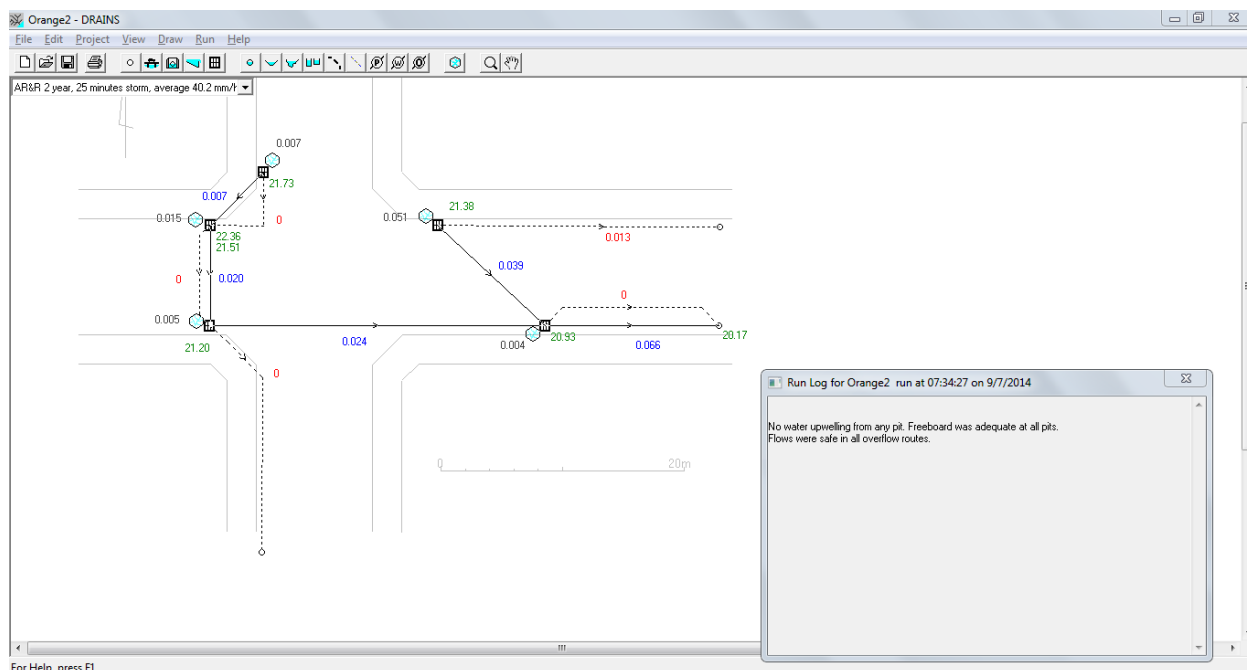 Orange2 - DRAINS
File Edit Project View Draw Run Help
AR&R 2 year, 25 minutes storm, average 40.2 mm/h
0.007
21.73
0.007
0.015
0
22.36
21.51
0
0.020
0.005
21.20
0
0.024
21.38
0.051
0.013
0.039
0
0.004
20.93
0.066
20.17
0
20m
Run Log for Orange2 run at 07:34:27 on 9/7/2014
No water upwelling from any pit. Freeboard was adequate at all pits.
Flows were safe in all overflow routes.
For Help, press F1